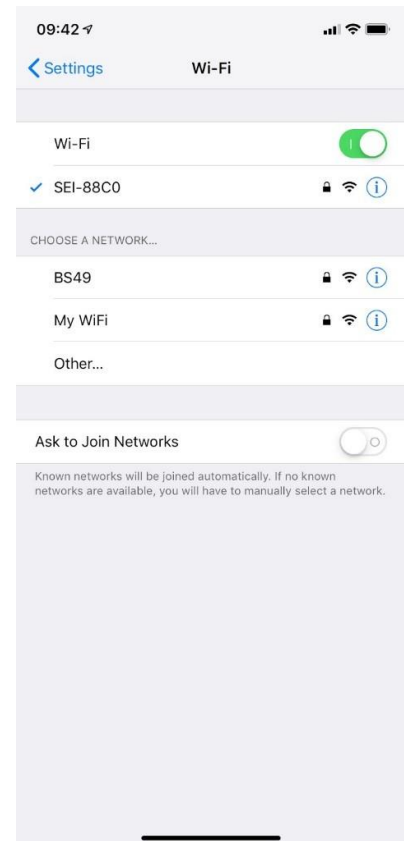 09:42
Settings
Wi-Fi
Wi-Fi
SEI-88C0
CHOOSE A NETWORK...
BS49
My WiFi
Other...
Ask to Join Networks
Known networks will be joined automatically. If no known
networks are available, you will have to manually select a network.